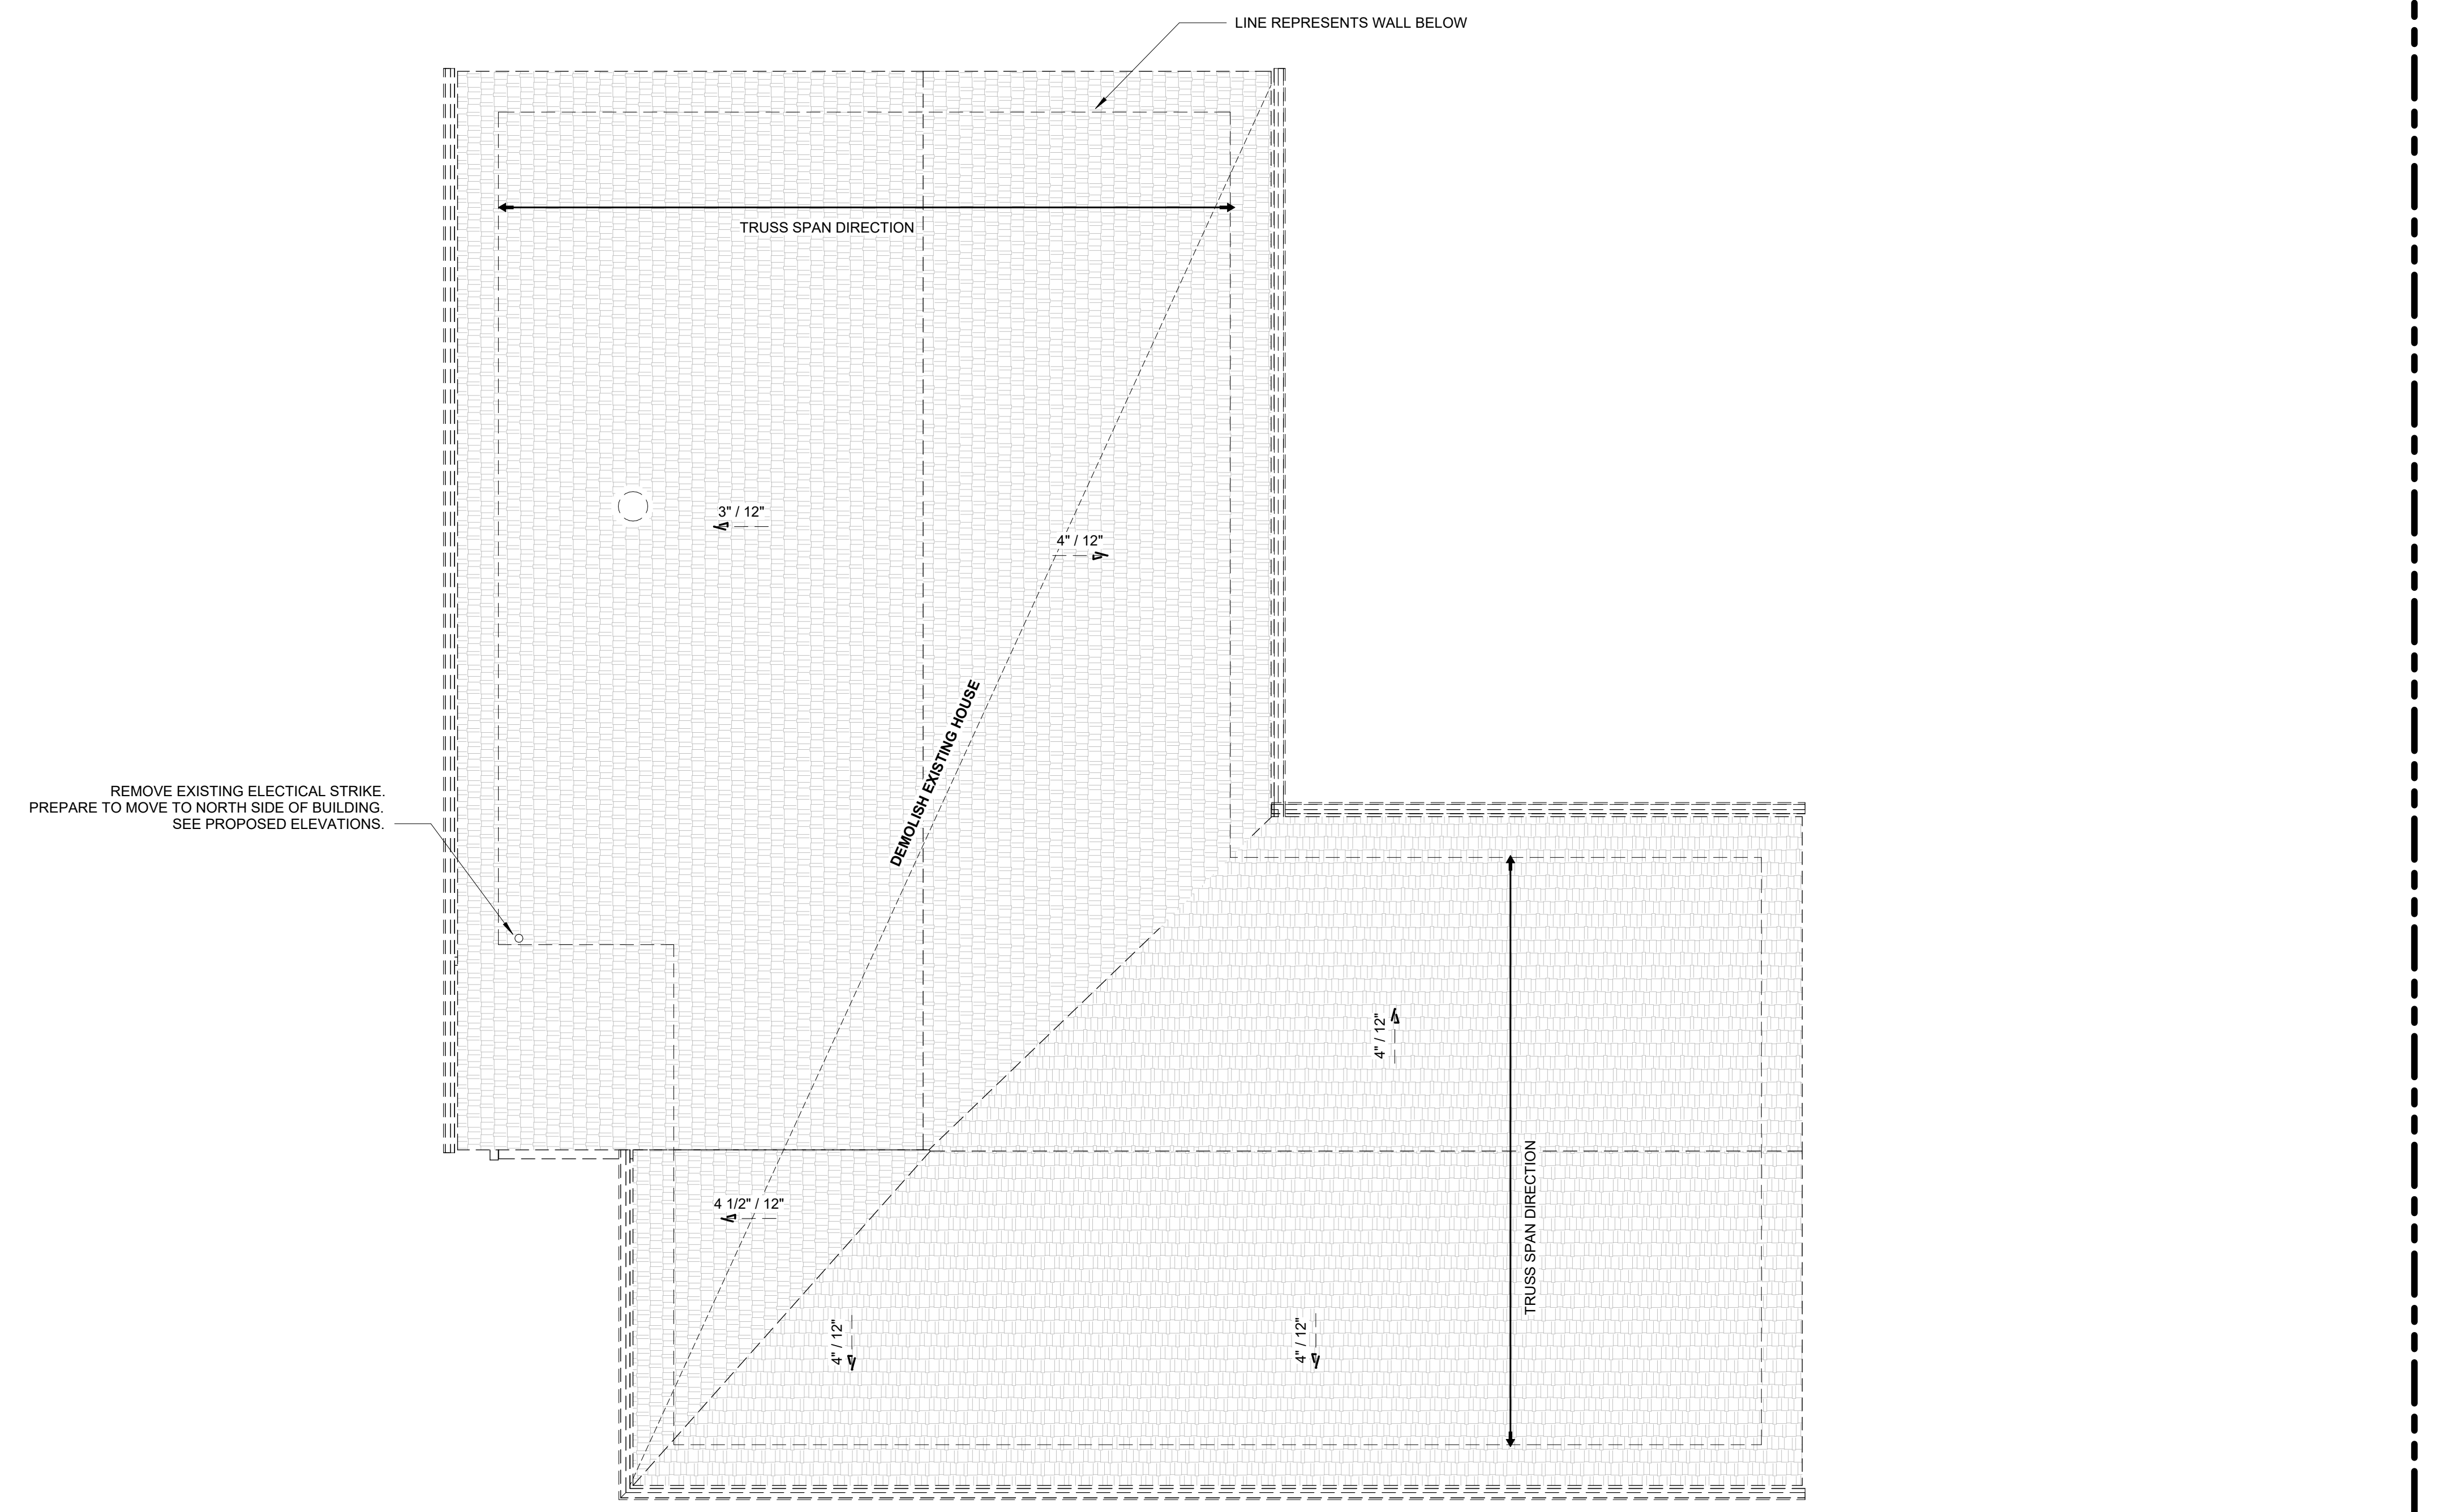 LINE REPRESENTS WALL BELOW
TRUSS SPAN DIRECTION
3" / 12"
4" / 12"
DEMOLISH EXISTING HOUSE
REMOVE EXISTING ELECTICAL STRIKE.
PREPARE TO MOVE TO NORTH SIDE OF BUILDING.
SEE PROPOSED ELEVATIONS.
4" / 12"
TRUSS SPAN DIRECTION
4 1/2" / 12"
4" / 12"
4" / 12"